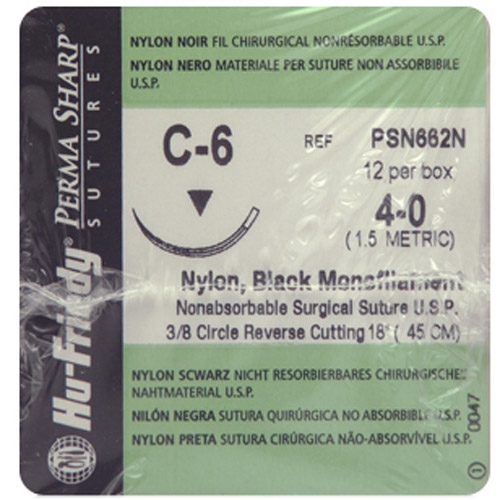 Hu-Friedy® PERMA SHARP®
SUTURES
NYLON NOIR FIL CHIRURGICAL NONRÉSORBABLE U.S.P.
NYLON NERO MATERIALE PER SUTURE NON ASSORBIBILE
U.S.P.
C-6
REF PSN662N
12 per box
4-0
(1.5 METRIC)
Nylon, Black Monofilament
Nonabsorbable Surgical Suture U.S.P.
3/8 Circle Reverse Cutting 18" ( 45 CM)
NYLON SCWARZ NICHT RESORBIERBARES CHIRURGISCHES
NAHTMATERIAL U.S.P.
NILÓN NEGRA SUTURA QUIRÚRGICA NO ABSORBIBLE U.S.P.
NYLON PRETA SUTURA CIRÚRGICA NÃO-ABSORVÍVEL U.S.P.
0047